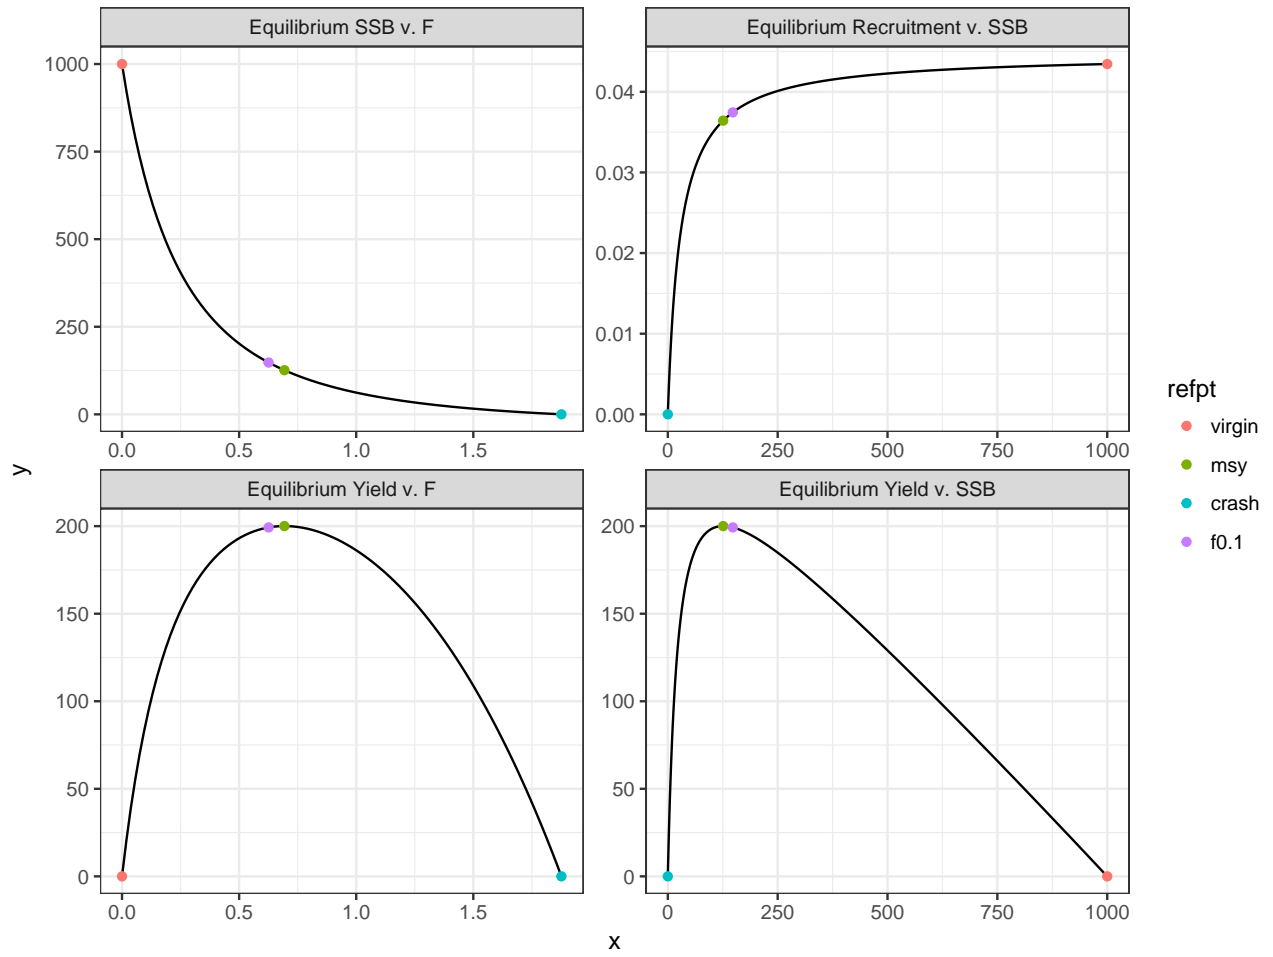 Equilibrium SSB v. F
1000
750
500
250
0
0.0 0.5 1.0 1.5
Equilibrium Recruitment v. SSB
0.04
0.03
0.02
0.01
0.00
0 250 500 750 1000
Equilibrium Yield v. F
200
150
100
50
0
0.0 0.5 1.0 1.5
Equilibrium Yield v. SSB
200
150
100
50
0
0 250 500 750 1000
y
x
refpt
virgin
msy
crash
f0.1